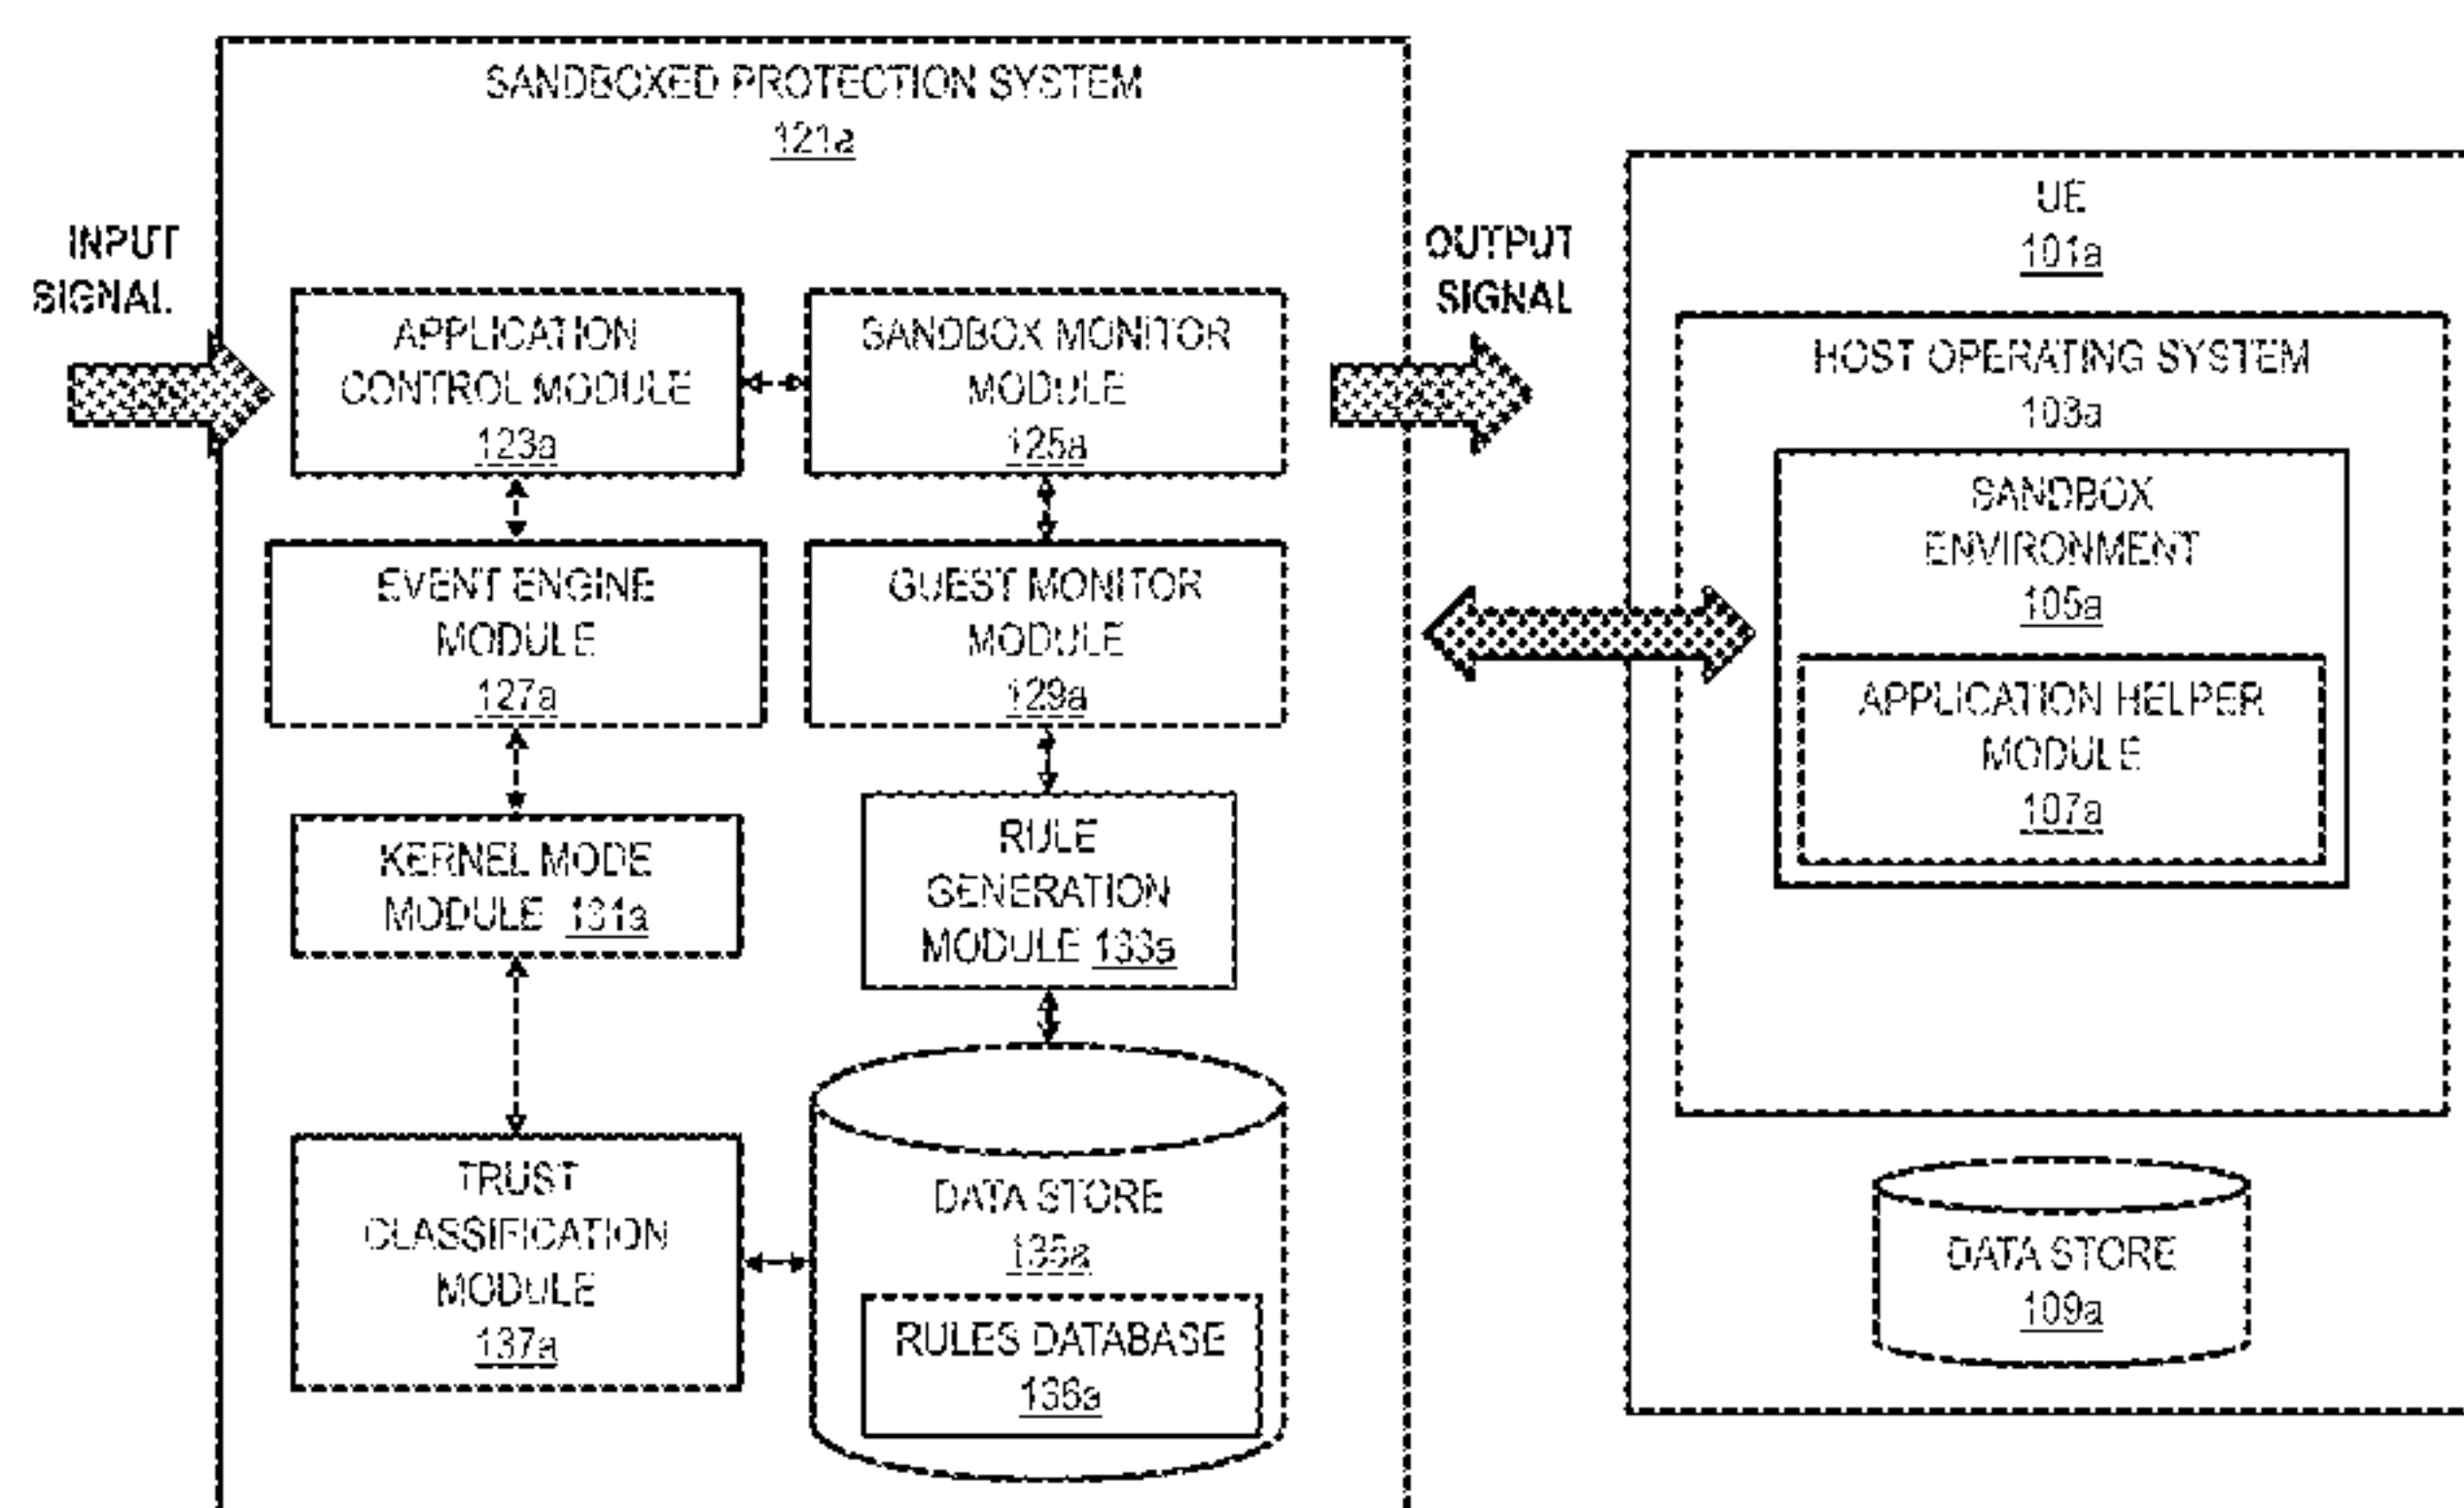 SANDBOXED PROTECTION SYSTEM
121a
INPUT
SIGNAL
APPLICATION
CONTROL MODULE
123a
SANDBOX MONITOR
MODULE
125a
EVENT ENGINE
MODULE
127a
GUEST MONITOR
MODULE
129a
KERNEL MODE
MODULE 131a
RULE
GENERATION
MODULE 133a
TRUST
CLASSIFICATION
MODULE
137a
DATA STORE
135a
RULES DATABASE
136a
OUTPUT
SIGNAL
UE
101a
HOST OPERATING SYSTEM
103a
SANDBOX
ENVIRONMENT
105a
APPLICATION HELPER
MODULE
107a
DATA STORE
109a